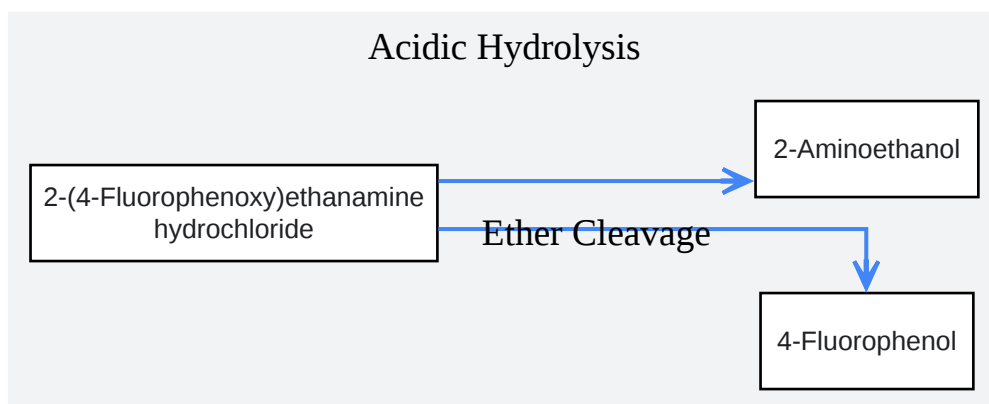 Acidic Hydrolysis
2-Aminoethanol
2-(4-Fluorophenoxy)ethanamine
hydrochloride
Ether Cleavage
4-Fluorophenol